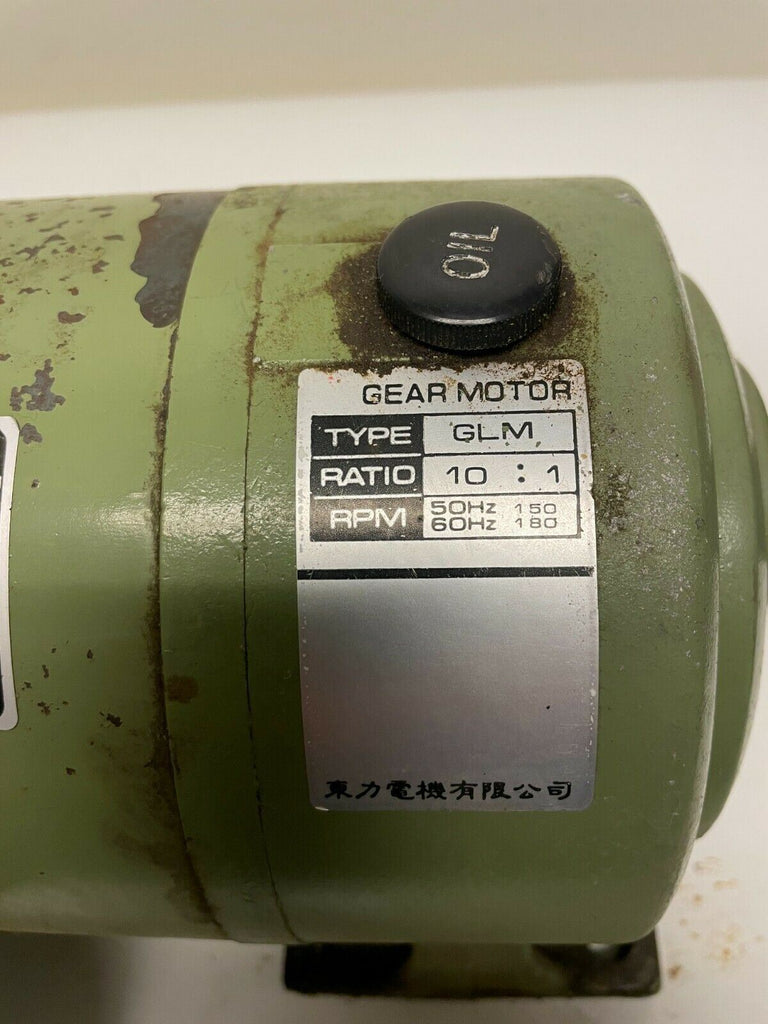 OIL
GEAR MOTOR
TYPE GLM
RATIO 10 : 1
RPM 50Hz 150
60Hz 180
東力電機有限公司